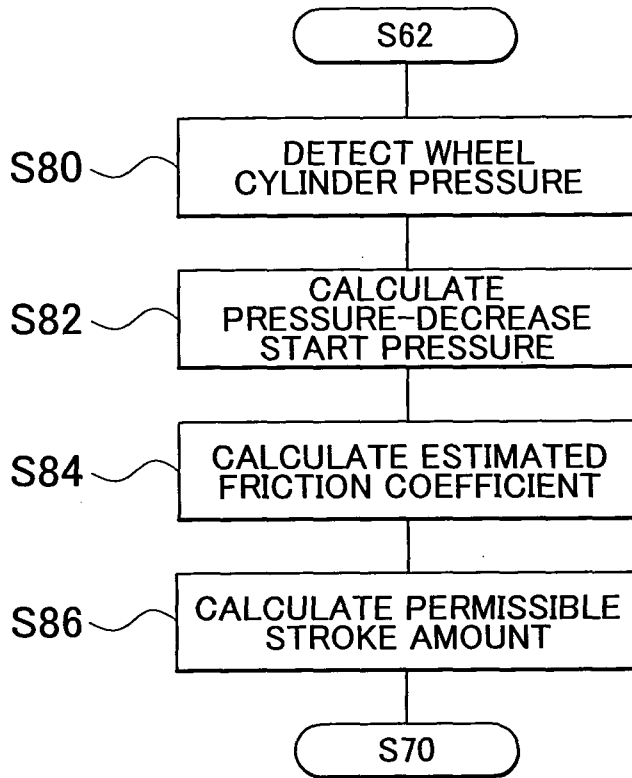 S62
S80
DETECT WHEEL
CYLINDER PRESSURE
S82
CALCULATE
PRESSURE-DECREASE
START PRESSURE
S84
CALCULATE ESTIMATED
FRICTION COEFFICIENT
S86
CALCULATE PERMISSIBLE
STROKE AMOUNT
S70